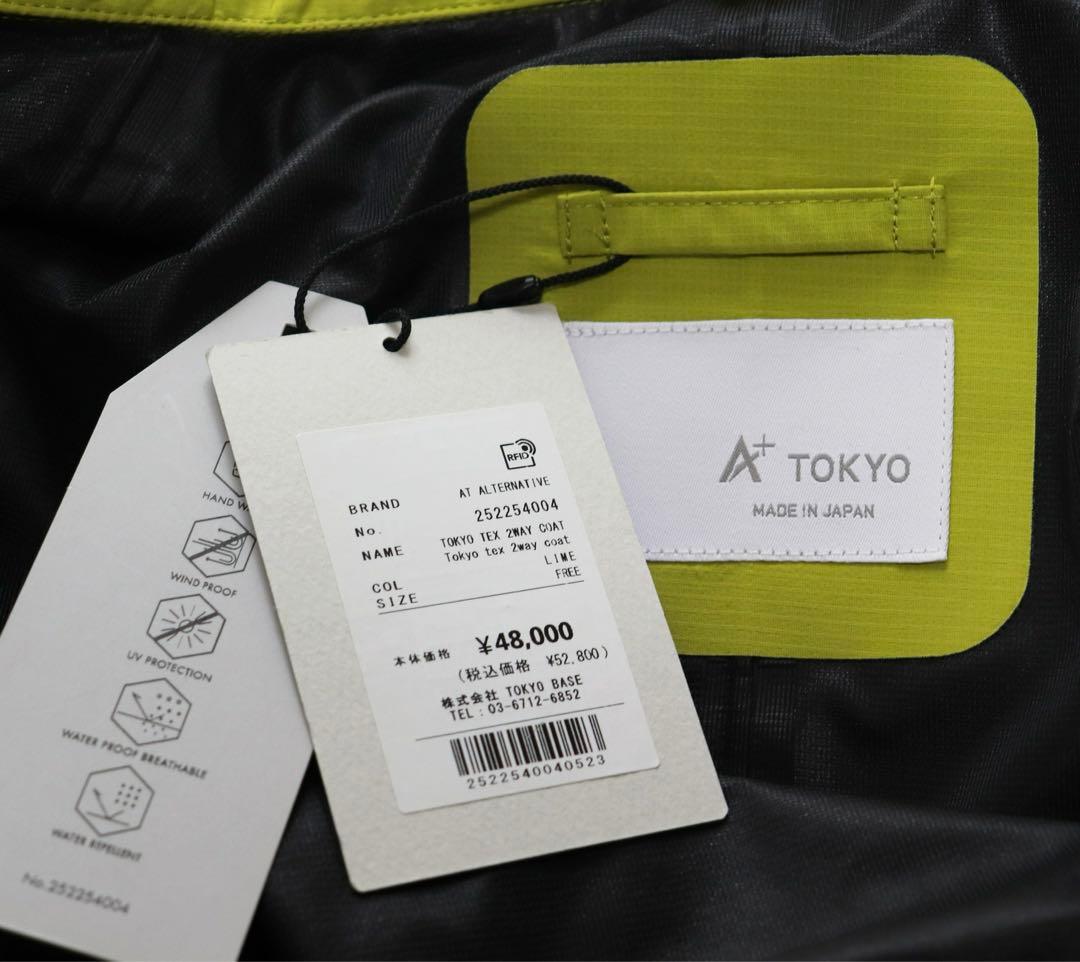 HAND
WIND PROOF
UV PROTECTION
WATER PROOF BREATHABLE
WATER REPELLENT
No.252254004
RFID
BRAND AT ALTERNATIVE
No. 252254004
NAME TOKYO TEX 2WAY COAT
Tokyo tex 2way coat
COL LIME
SIZE FREE
本体価格 ¥48,000
(税込価格 ¥52,800)
株式会社 TOKYO BASE
TEL:03-6712-6852
2522540040523
A+ TOKYO
MADE IN JAPAN